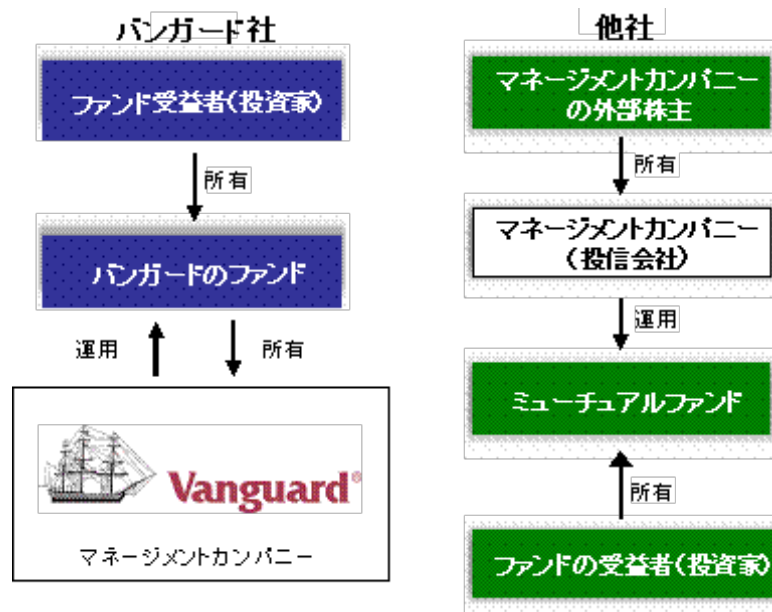 バンガード社
ファンド受益者(投資家)
所有
バンガードのファンド
運用
所有
Vanguard®
マネージメントカンパニー
他社
マネージメントカンパニー
の外部株主
所有
マネージメントカンパニー
(投信会社)
運用
ミューチュアルファンド
所有
ファンドの受益者(投資家)